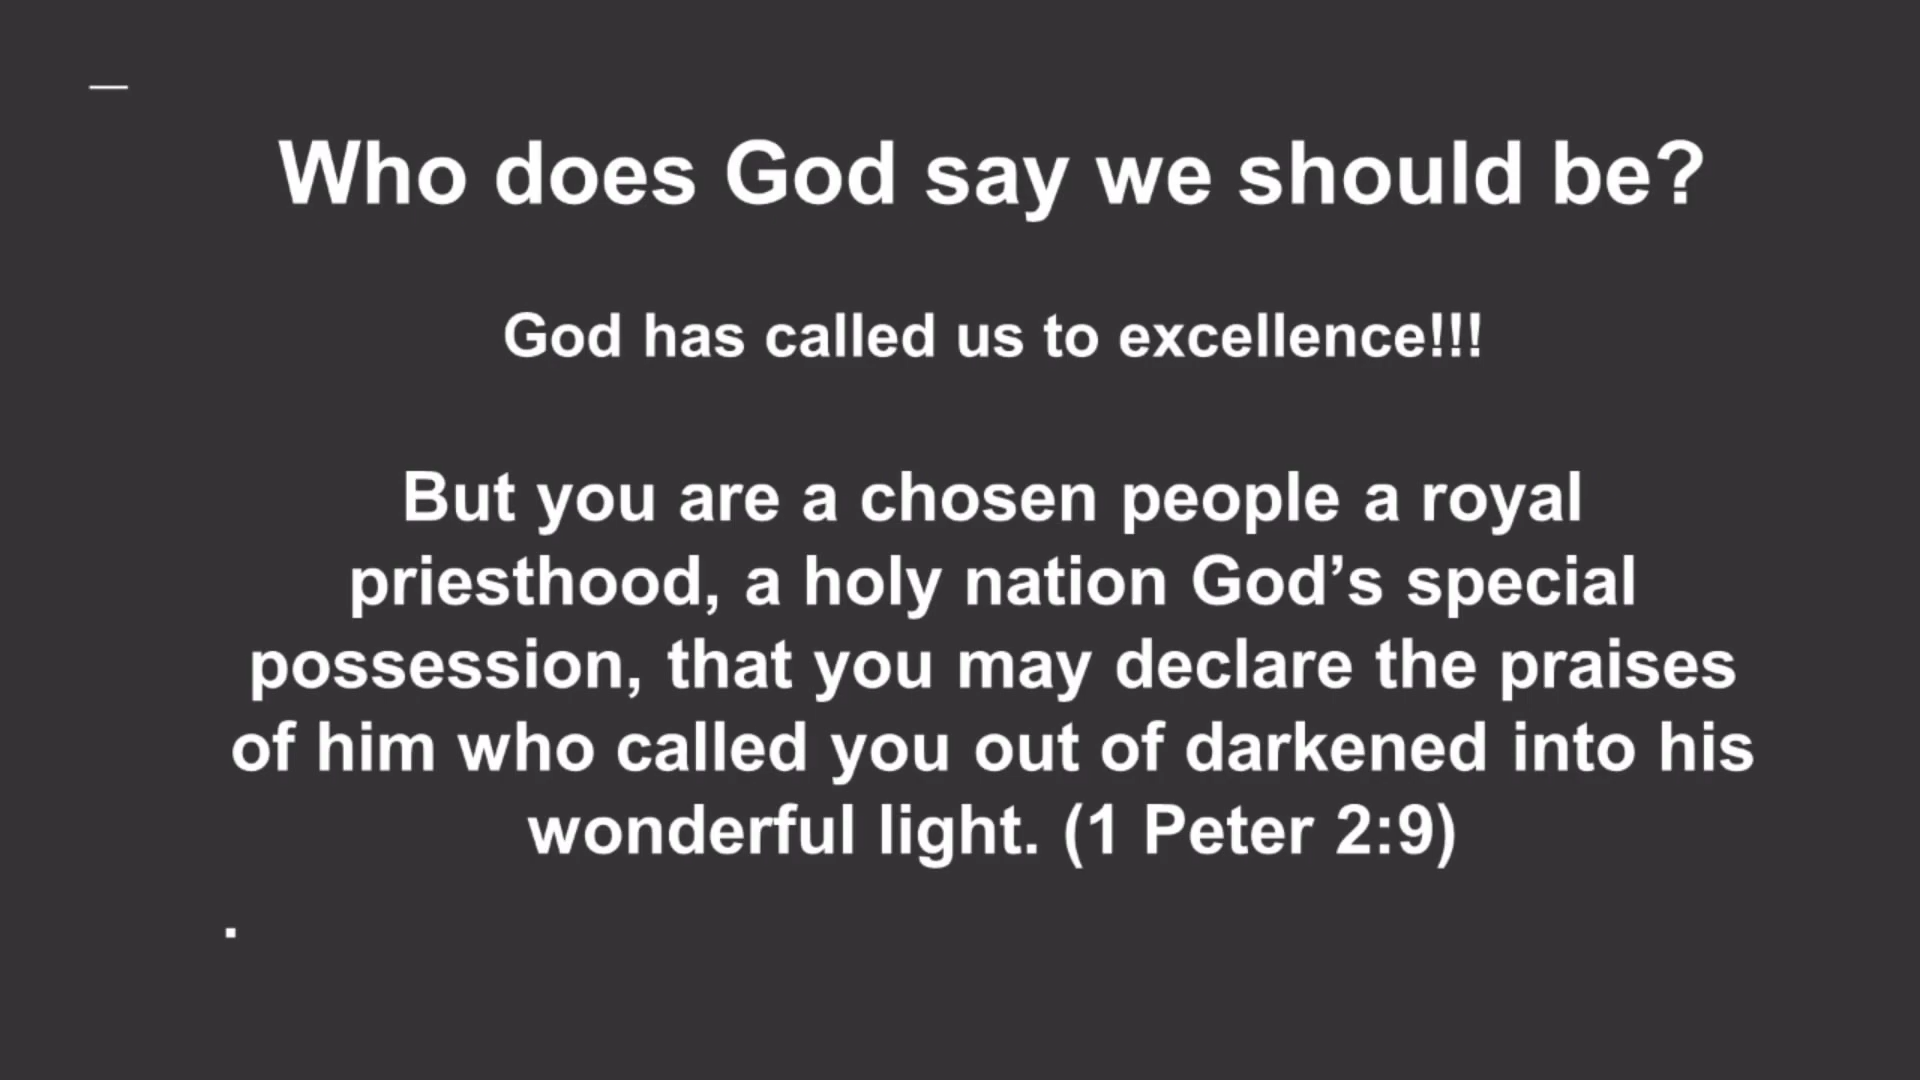 Who does God say we should be?
God has called us to excellence!!!
But you are a chosen people a royal
priesthood, a holy nation God’s special
possession, that you may declare the praises
of him who called you out of darkened into his
wonderful light. (1 Peter 2:9)
.